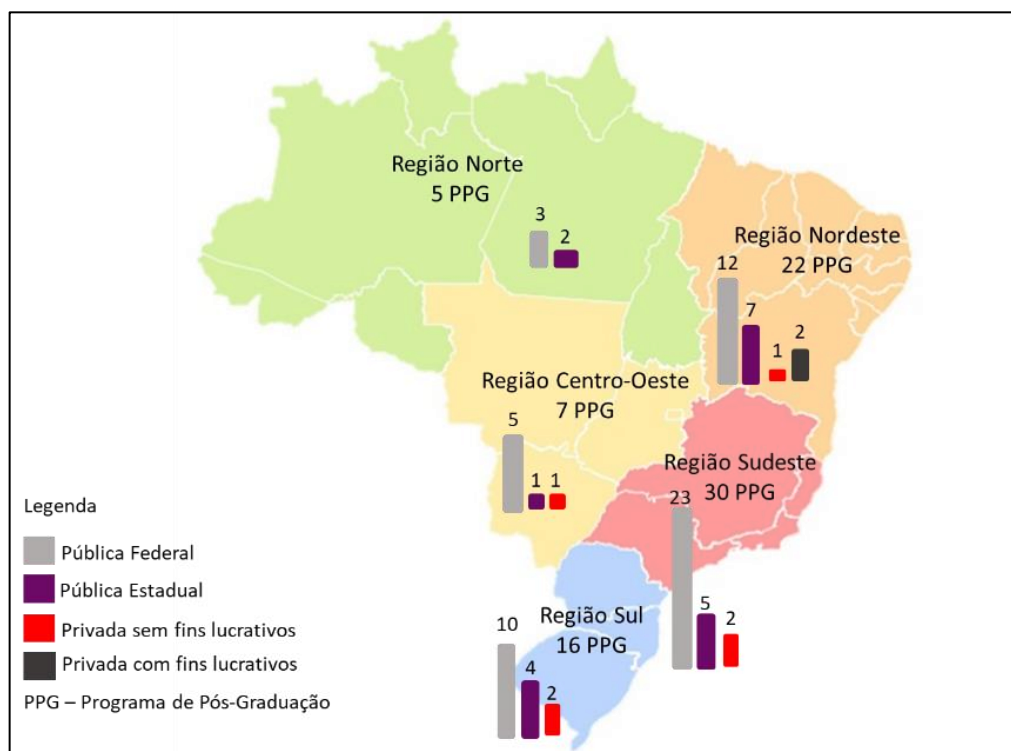 Região Norte
5 PPG
3
2
Região Nordeste
22 PPG
12
7
1
2
Região Centro-Oeste
7 PPG
5
1
1
Região Sudeste
30 PPG
23
5
2
Região Sul
16 PPG
10
4
2
Legenda
Pública Federal
Pública Estadual
Privada sem fins lucrativos
Privada com fins lucrativos
PPG – Programa de Pós-Graduação